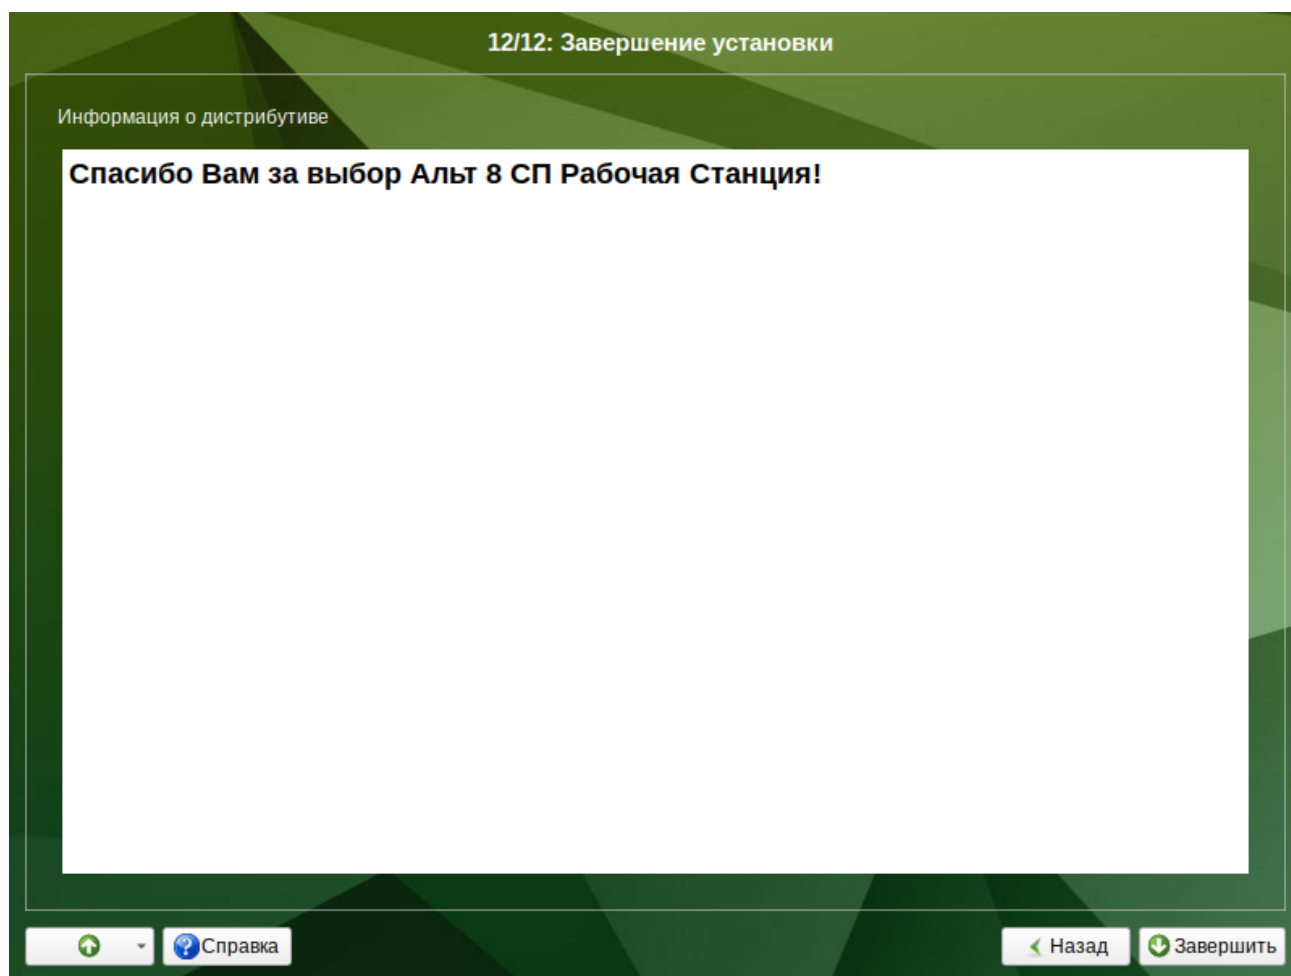 12/12: Завершение установки
Информация о дистрибутиве
Спасибо Вам за выбор Альт 8 СП Рабочая Станция!
Справка
Назад
Завершить